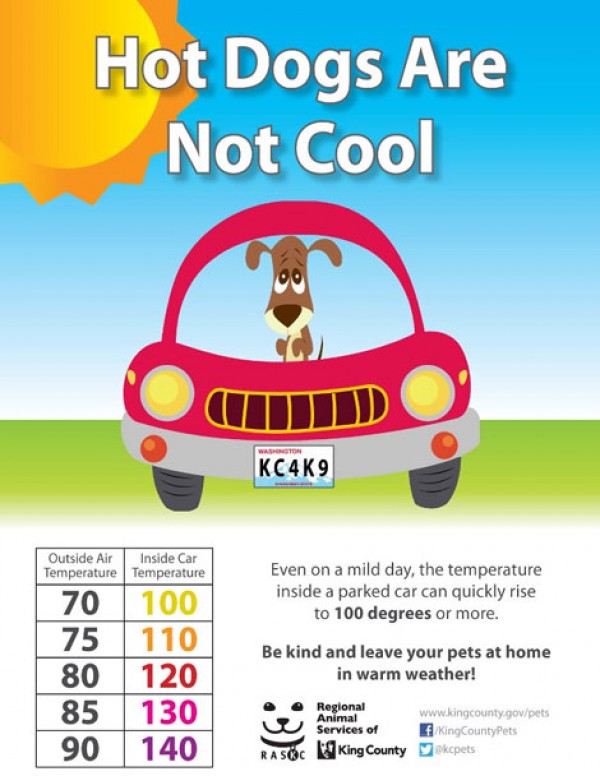 Hot Dogs Are
Not Cool
WASHINGTON
KC4K9
Outside Air Temperature
Inside Car Temperature
70 100
75 110
80 120
85 130
90 140
Even on a mild day, the temperature
inside a parked car can quickly rise
to 100 degrees or more.
Be kind and leave your pets at home
in warm weather!
RASKC
Regional
Animal
Services of
King County
www.kingcounty.gov/pets
/KingCountyPets
@kcpets